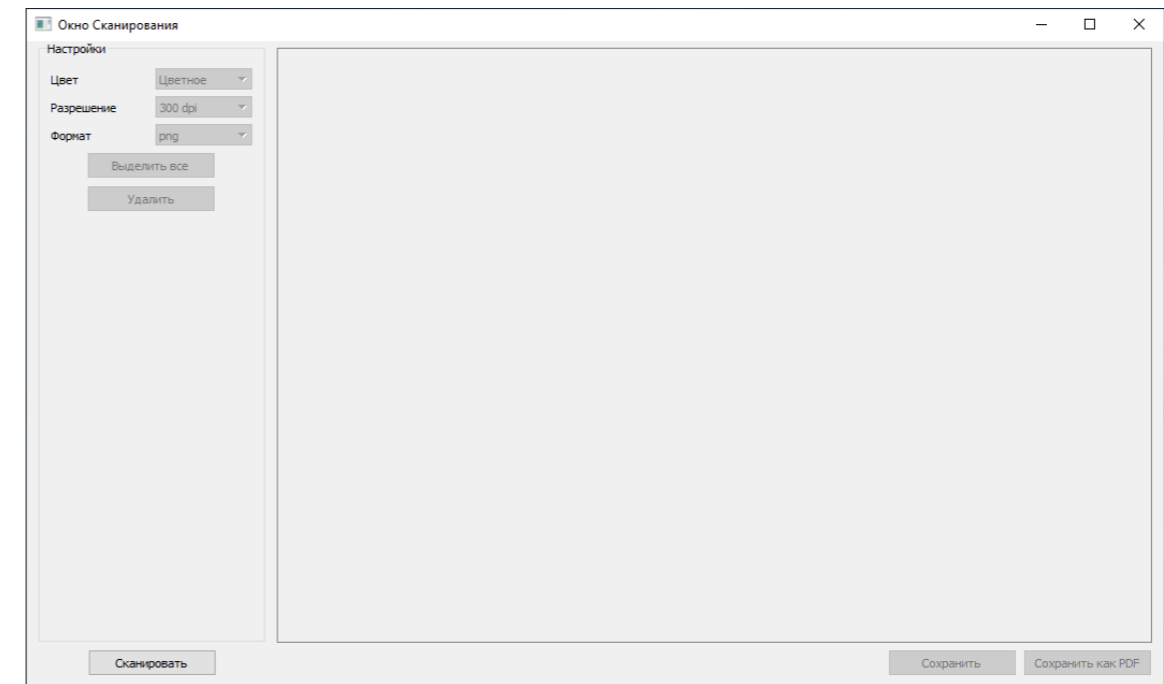 Окно Сканирования
Настройки
Цвет Цветное
Разрешение 300 dpi
Формат png
Выделить все
Удалить
Сканировать Сохранить Сохранить как PDF